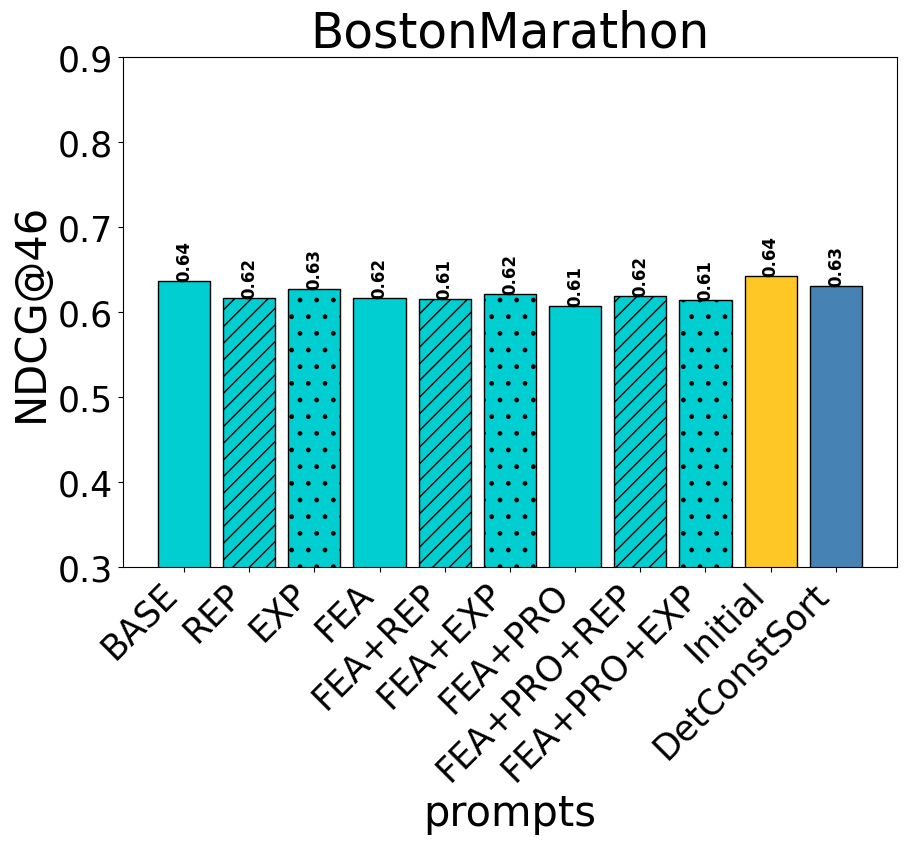 BostonMarathon
NDCG@46
0.9
0.8
0.7
0.6
0.5
0.4
0.3
0.64
0.62
0.63
0.62
0.61
0.62
0.61
0.62
0.61
0.64
0.63
BASE
REP
EXP
FEA
FEA+REP
FEA+EXP
FEA+PRO
FEA+PRO+REP
FEA+PRO+EXP
Initial
DetConstSort
prompts